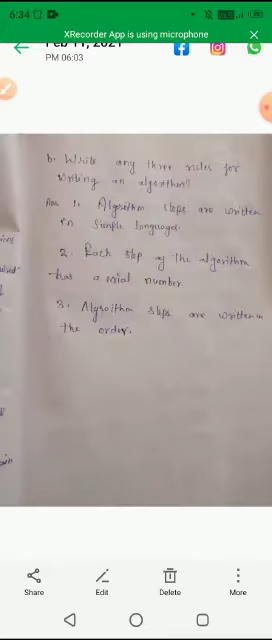 6:34
XRecorder App is using microphone
Feb 11, 2021
PM 06:03
b. Write any three rules for
writing an algorithm?
Ans 1. Algorithm steps are written
in simple languages.
2. Each step of the algorithm
has a serial number
3. Algorithm steps are written in
the order.
Share Edit Delete More